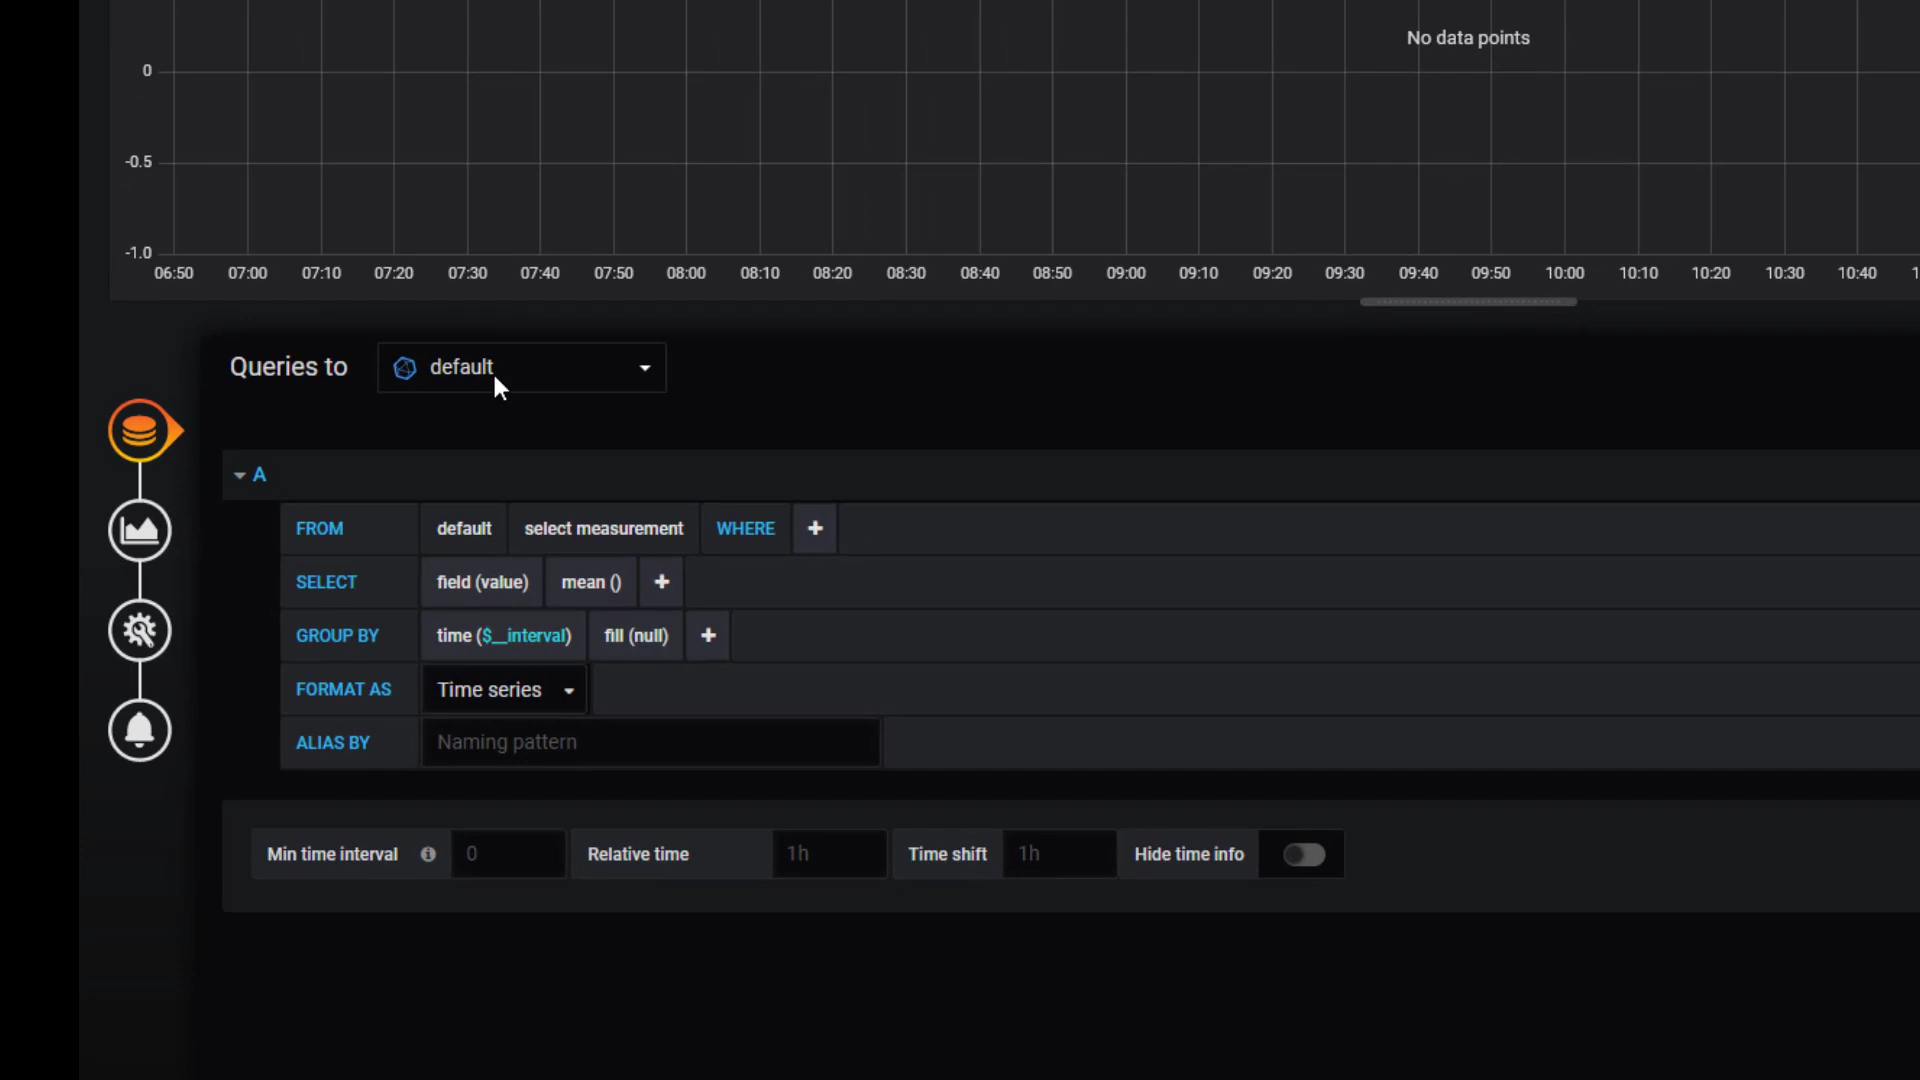 No data points
0
-0.5
-1.0
06:50 07:00 07:10 07:20 07:30 07:40 07:50 08:00 08:10 08:20 08:30 08:40 08:50 09:00 09:10 09:20 09:30 09:40 09:50 10:00 10:10 10:20 10:30 10:40
Queries to default
A
FROM default select measurement WHERE +
SELECT field (value) mean () +
GROUP BY time ($__interval) fill (null) +
FORMAT AS Time series
ALIAS BY Naming pattern
Min time interval 0 Relative time 1h Time shift 1h Hide time info